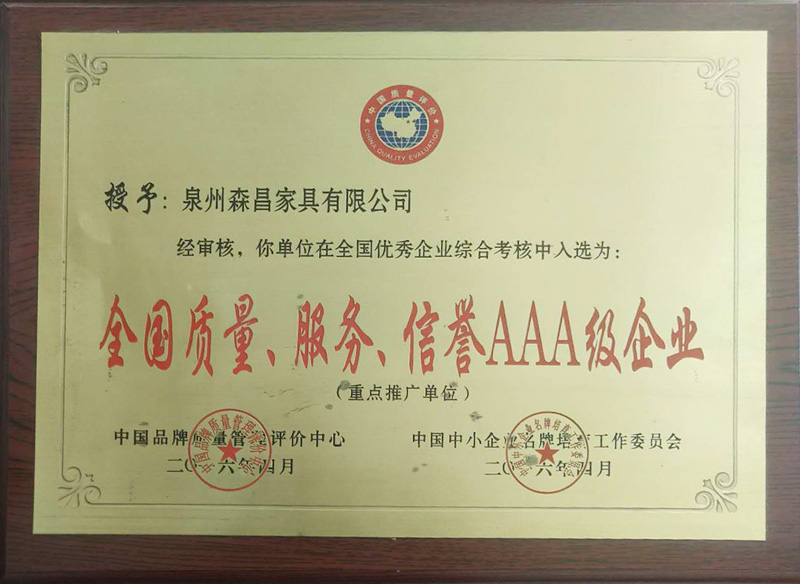 中国质量评价
CHINA QUALITY EVALUATION
授予：泉州森昌家具有限公司
经审核，你单位在全国优秀企业综合考核中入选为：
全国质量、服务、信誉AAA级企业
（重点推广单位）
中国品牌质量管理评价中心
二〇一六年四月
中国中小企业名牌培育工作委员会
二〇一六年四月